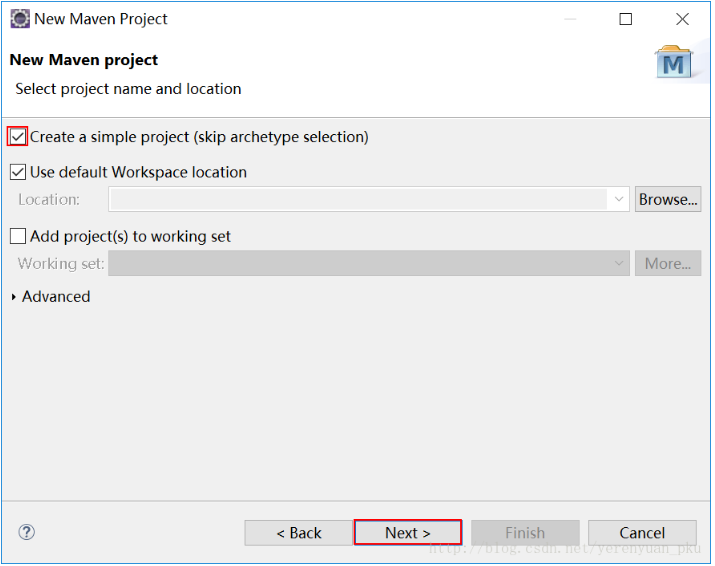 New Maven Project
New Maven project
Select project name and location
M
Create a simple project (skip archetype selection)
Use default Workspace location
Location:
Browse...
Add project(s) to working set
Working set:
More...
Advanced
?
< Back
Next >
Finish
Cancel
http://blog.csdn.net/yerenyuan_pku